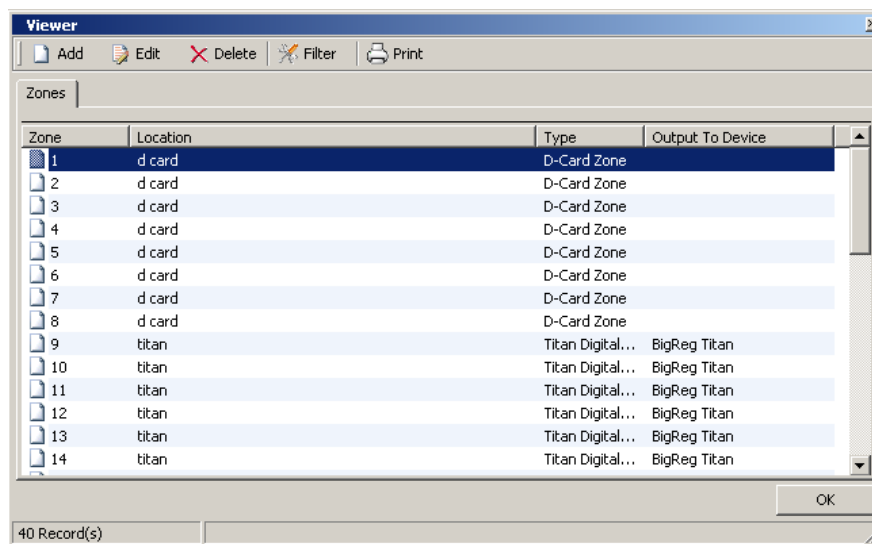 Viewer
Add Edit Delete Filter Print
Zones
Zone Location Type Output To Device
1 d card D-Card Zone
2 d card D-Card Zone
3 d card D-Card Zone
4 d card D-Card Zone
5 d card D-Card Zone
6 d card D-Card Zone
7 d card D-Card Zone
8 d card D-Card Zone
9 titan Titan Digital... BigReg Titan
10 titan Titan Digital... BigReg Titan
11 titan Titan Digital... BigReg Titan
12 titan Titan Digital... BigReg Titan
13 titan Titan Digital... BigReg Titan
14 titan Titan Digital... BigReg Titan
OK
40 Record(s)